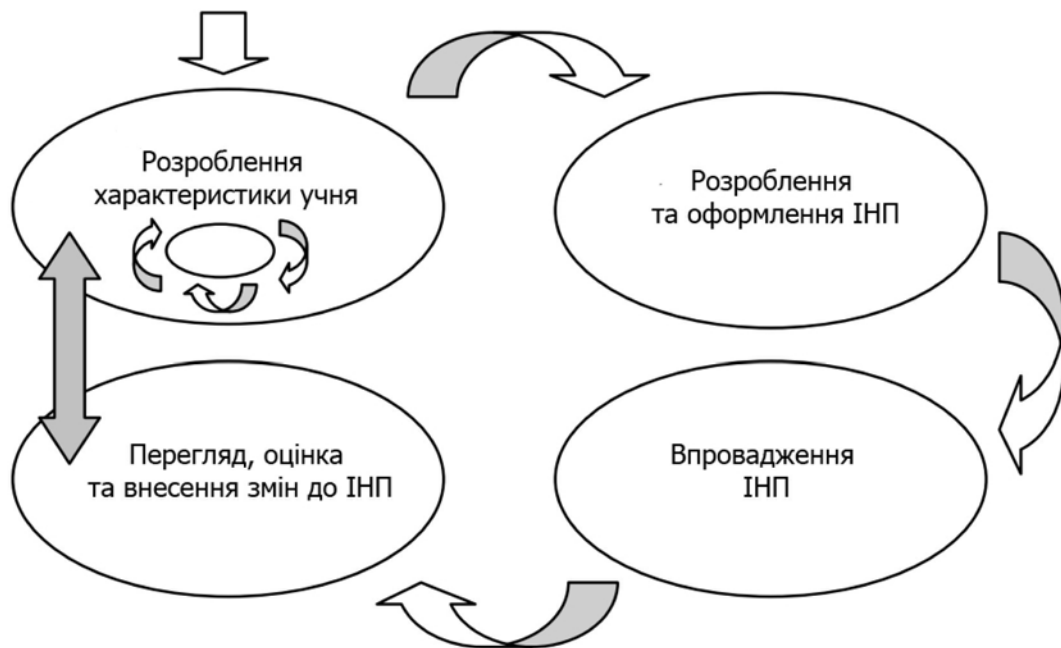 Розроблення
характеристики учня
Розроблення
та оформлення ІНП
Перегляд, оцінка
та внесення змін до ІНП
Впровадження
ІНП